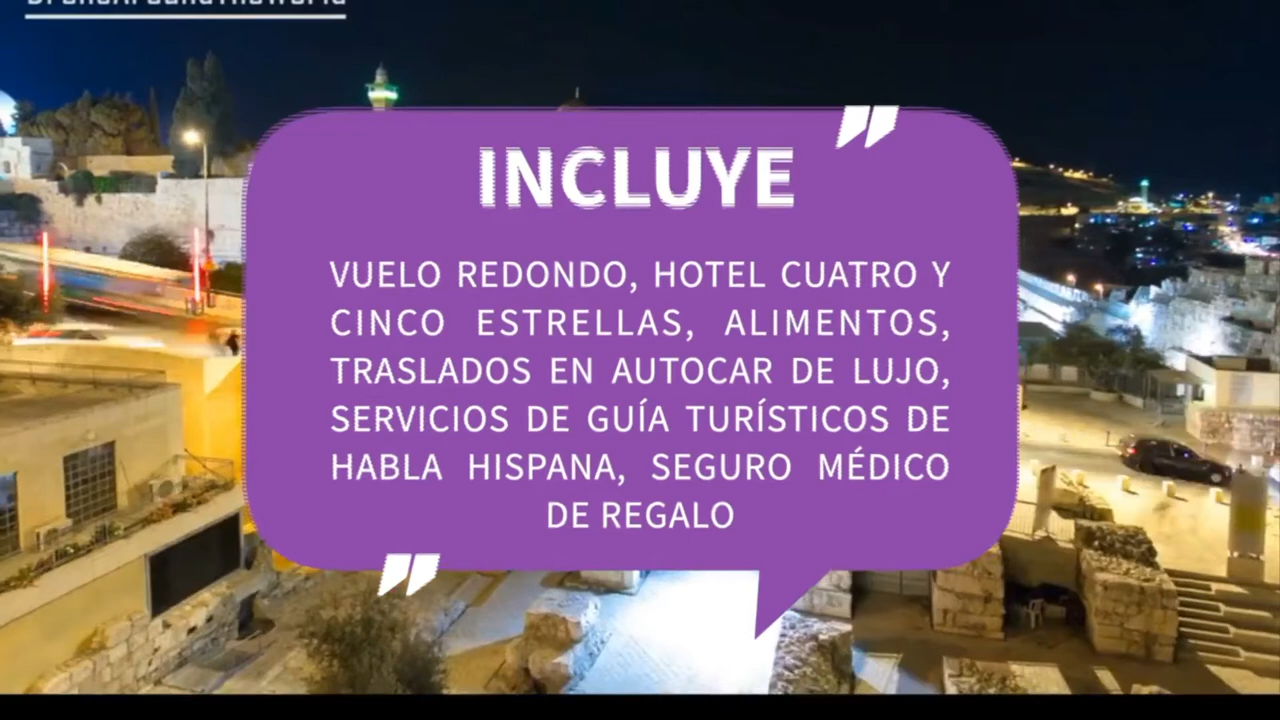 INCLUYE
VUELO REDONDO, HOTEL CUATRO Y
CINCO ESTRELLAS, ALIMENTOS,
TRASLADOS EN AUTOCAR DE LUJO,
SERVICIOS DE GUÍA TURÍSTICOS DE
HABLA HISPANA, SEGURO MÉDICO
DE REGALO